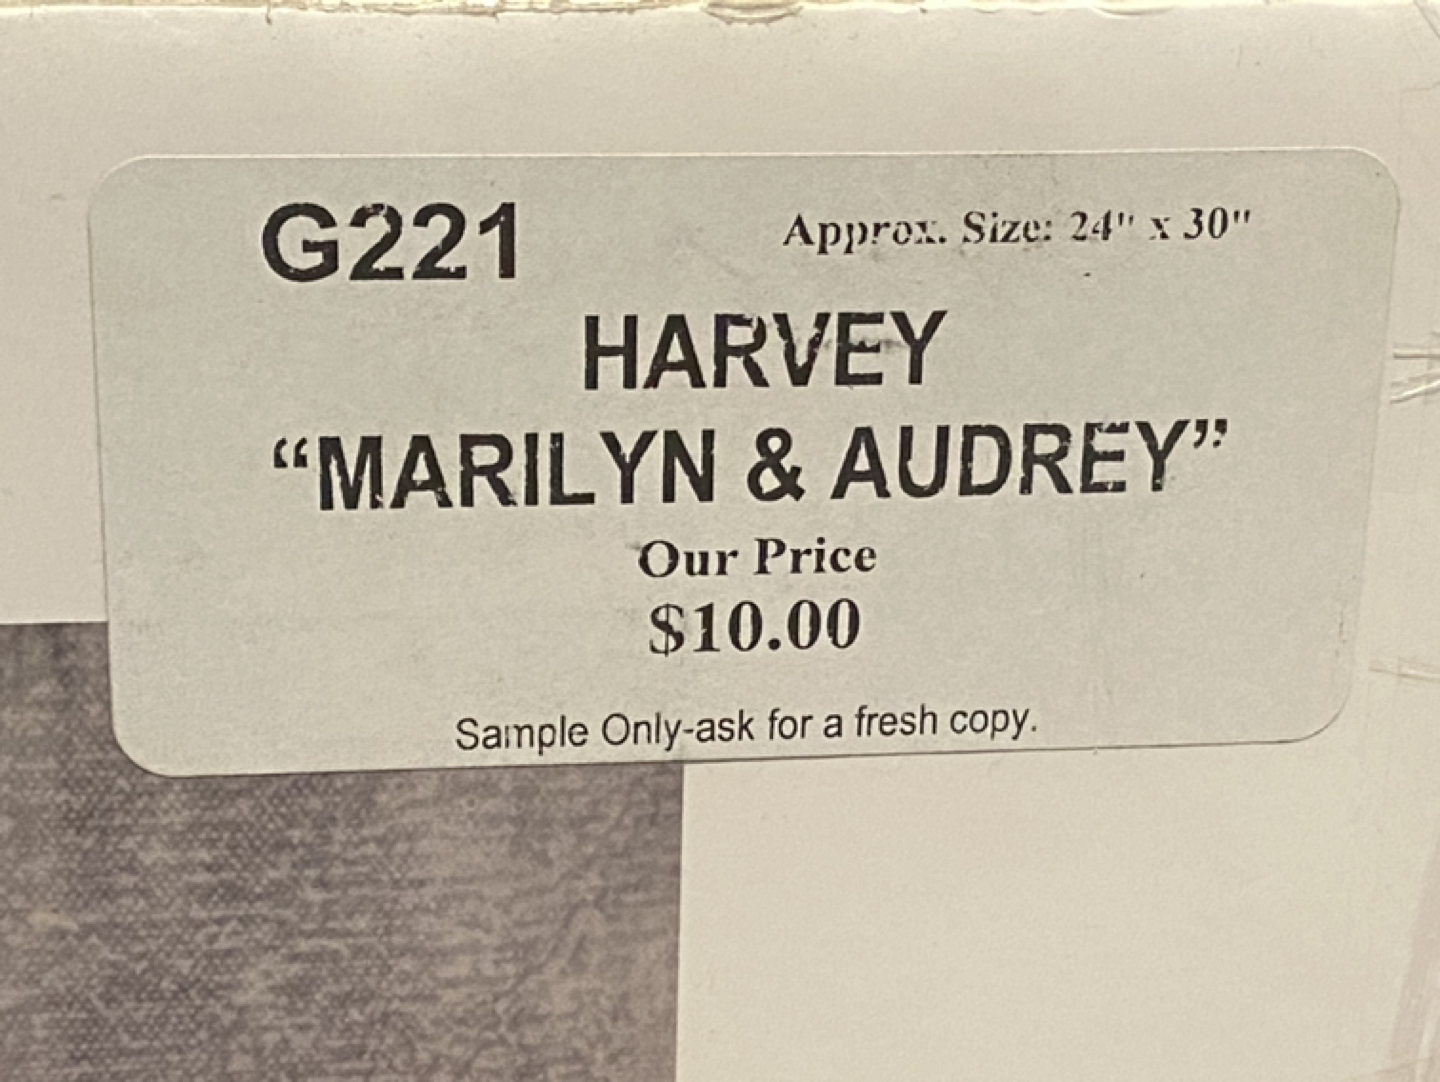 G221
Approx. Size: 24" x 30"
HARVEY
“MARILYN & AUDREY”
Our Price
$10.00
Sample Only-ask for a fresh copy.